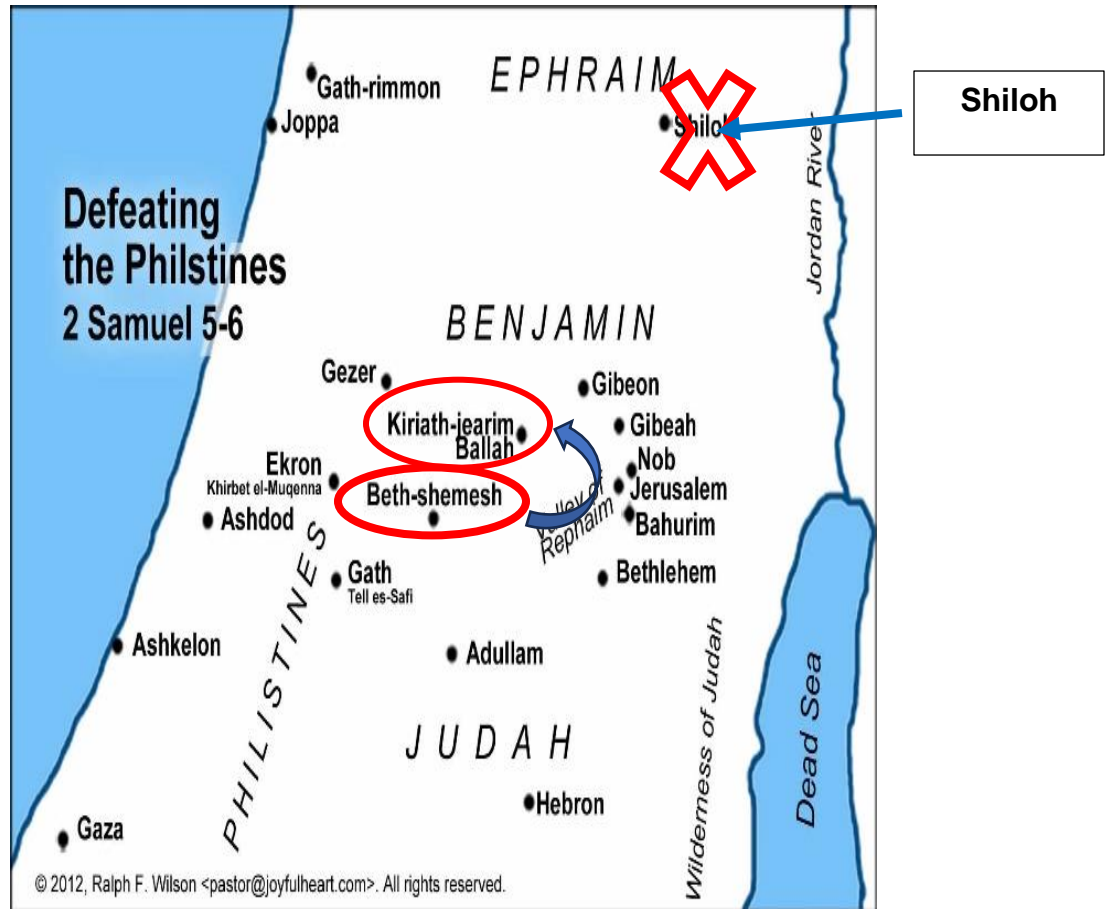 EPHRAIM
Gath-rimmon
Shiloh
Joppa
Shiloh
Jordan River
Defeating
the Philstines
2 Samuel 5-6
BENJAMIN
Gezer
Gibeon
Kiriath-jearim
Ballah
Gibeah
Ekron
Khirbet el-Muqenna
Nob
Beth-shemesh
Jerusalem
Ashdod
Valley of
Rephaim
Bahurim
Gath
Tell es-Safi
Bethlehem
PHILISTINES
Ashkelon
Adullam
Wilderness of Judah
Dead Sea
JUDAH
Hebron
Gaza
© 2012, Ralph F. Wilson <pastor@joyfulheart.com>. All rights reserved.